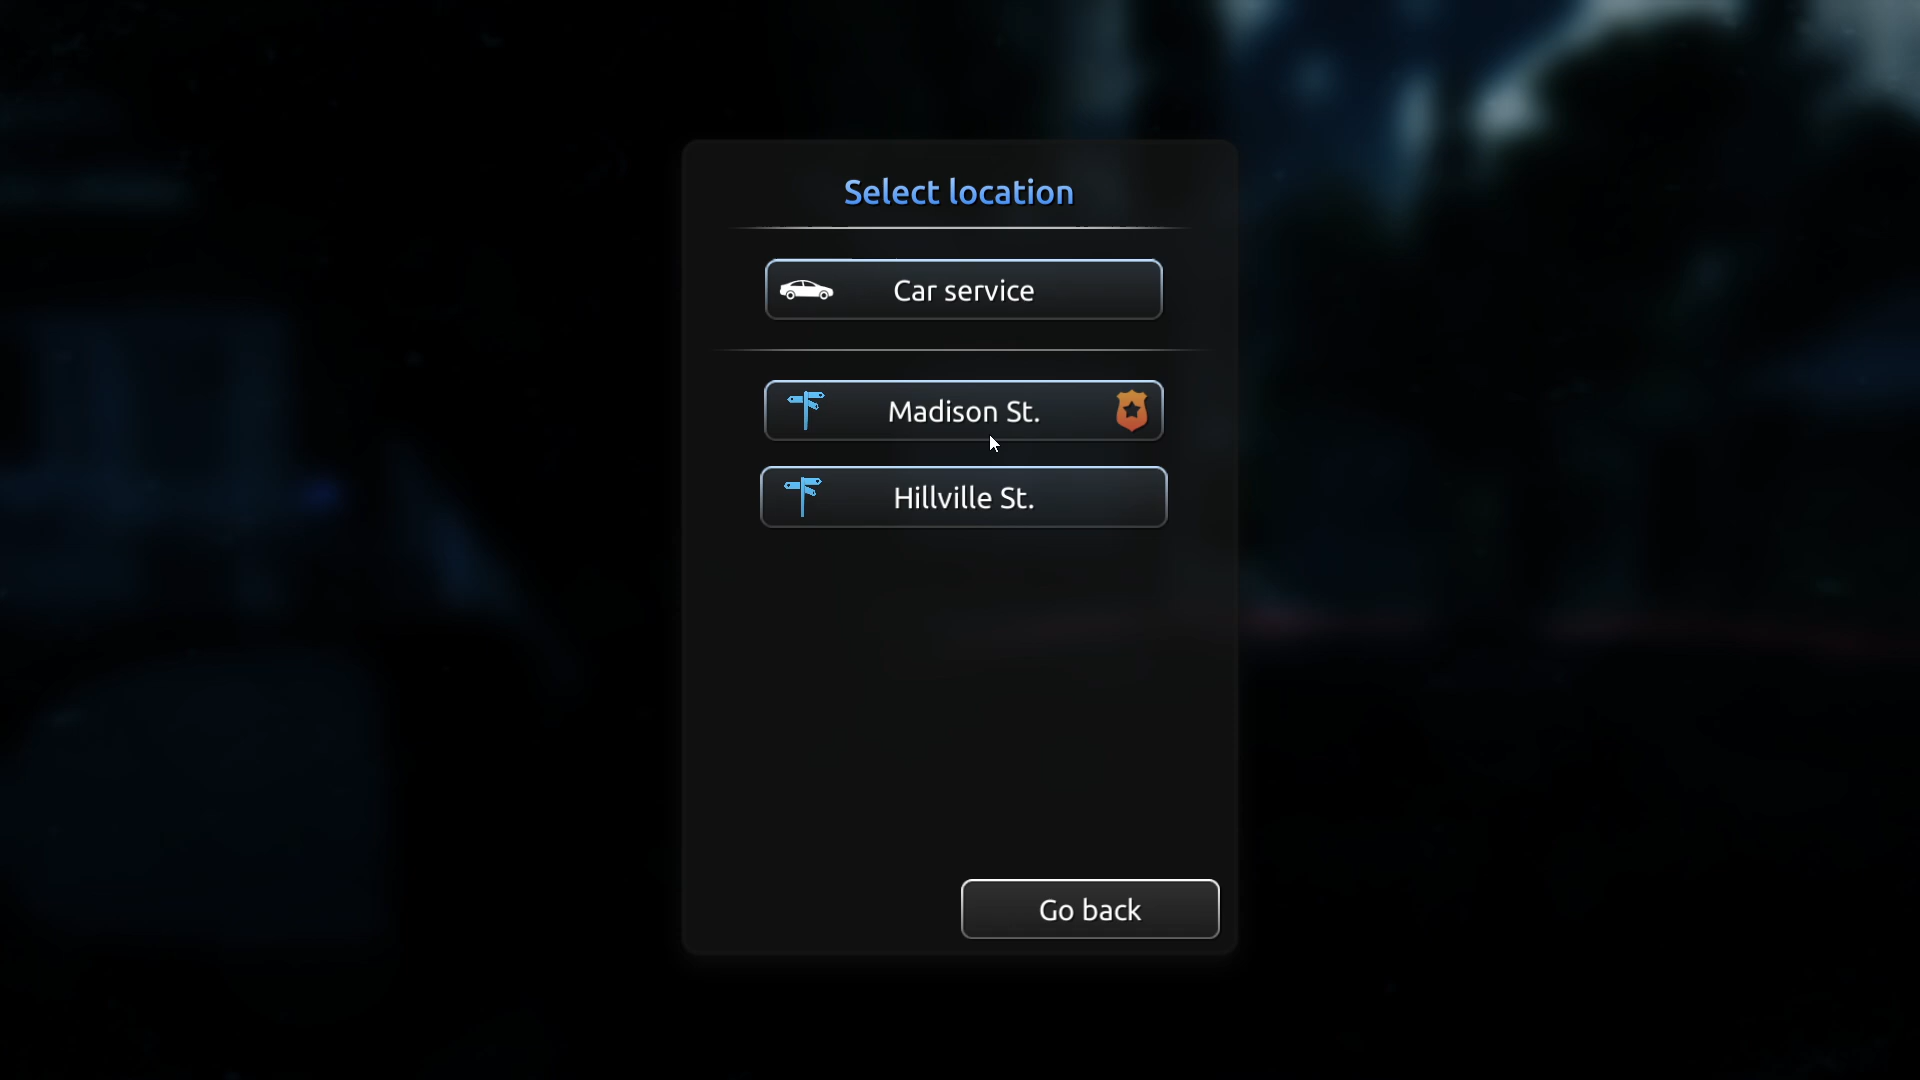 Select location
Car service
Madison St.
Hillville St.
Go back